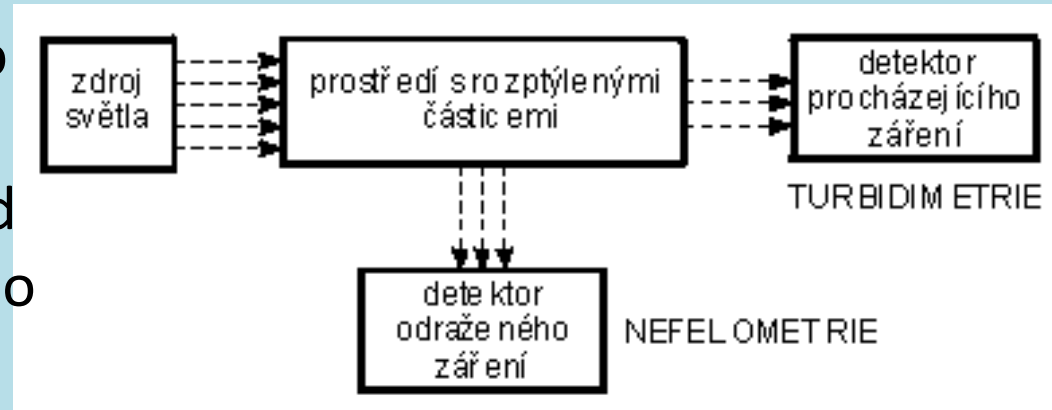 zdroj
světla
prostředí s rozptýlenými
částicemi
detektor
procházejícího
záření
TURBIDIMETRIE
detektor
odraženého
záření
NEFELOMETRIE